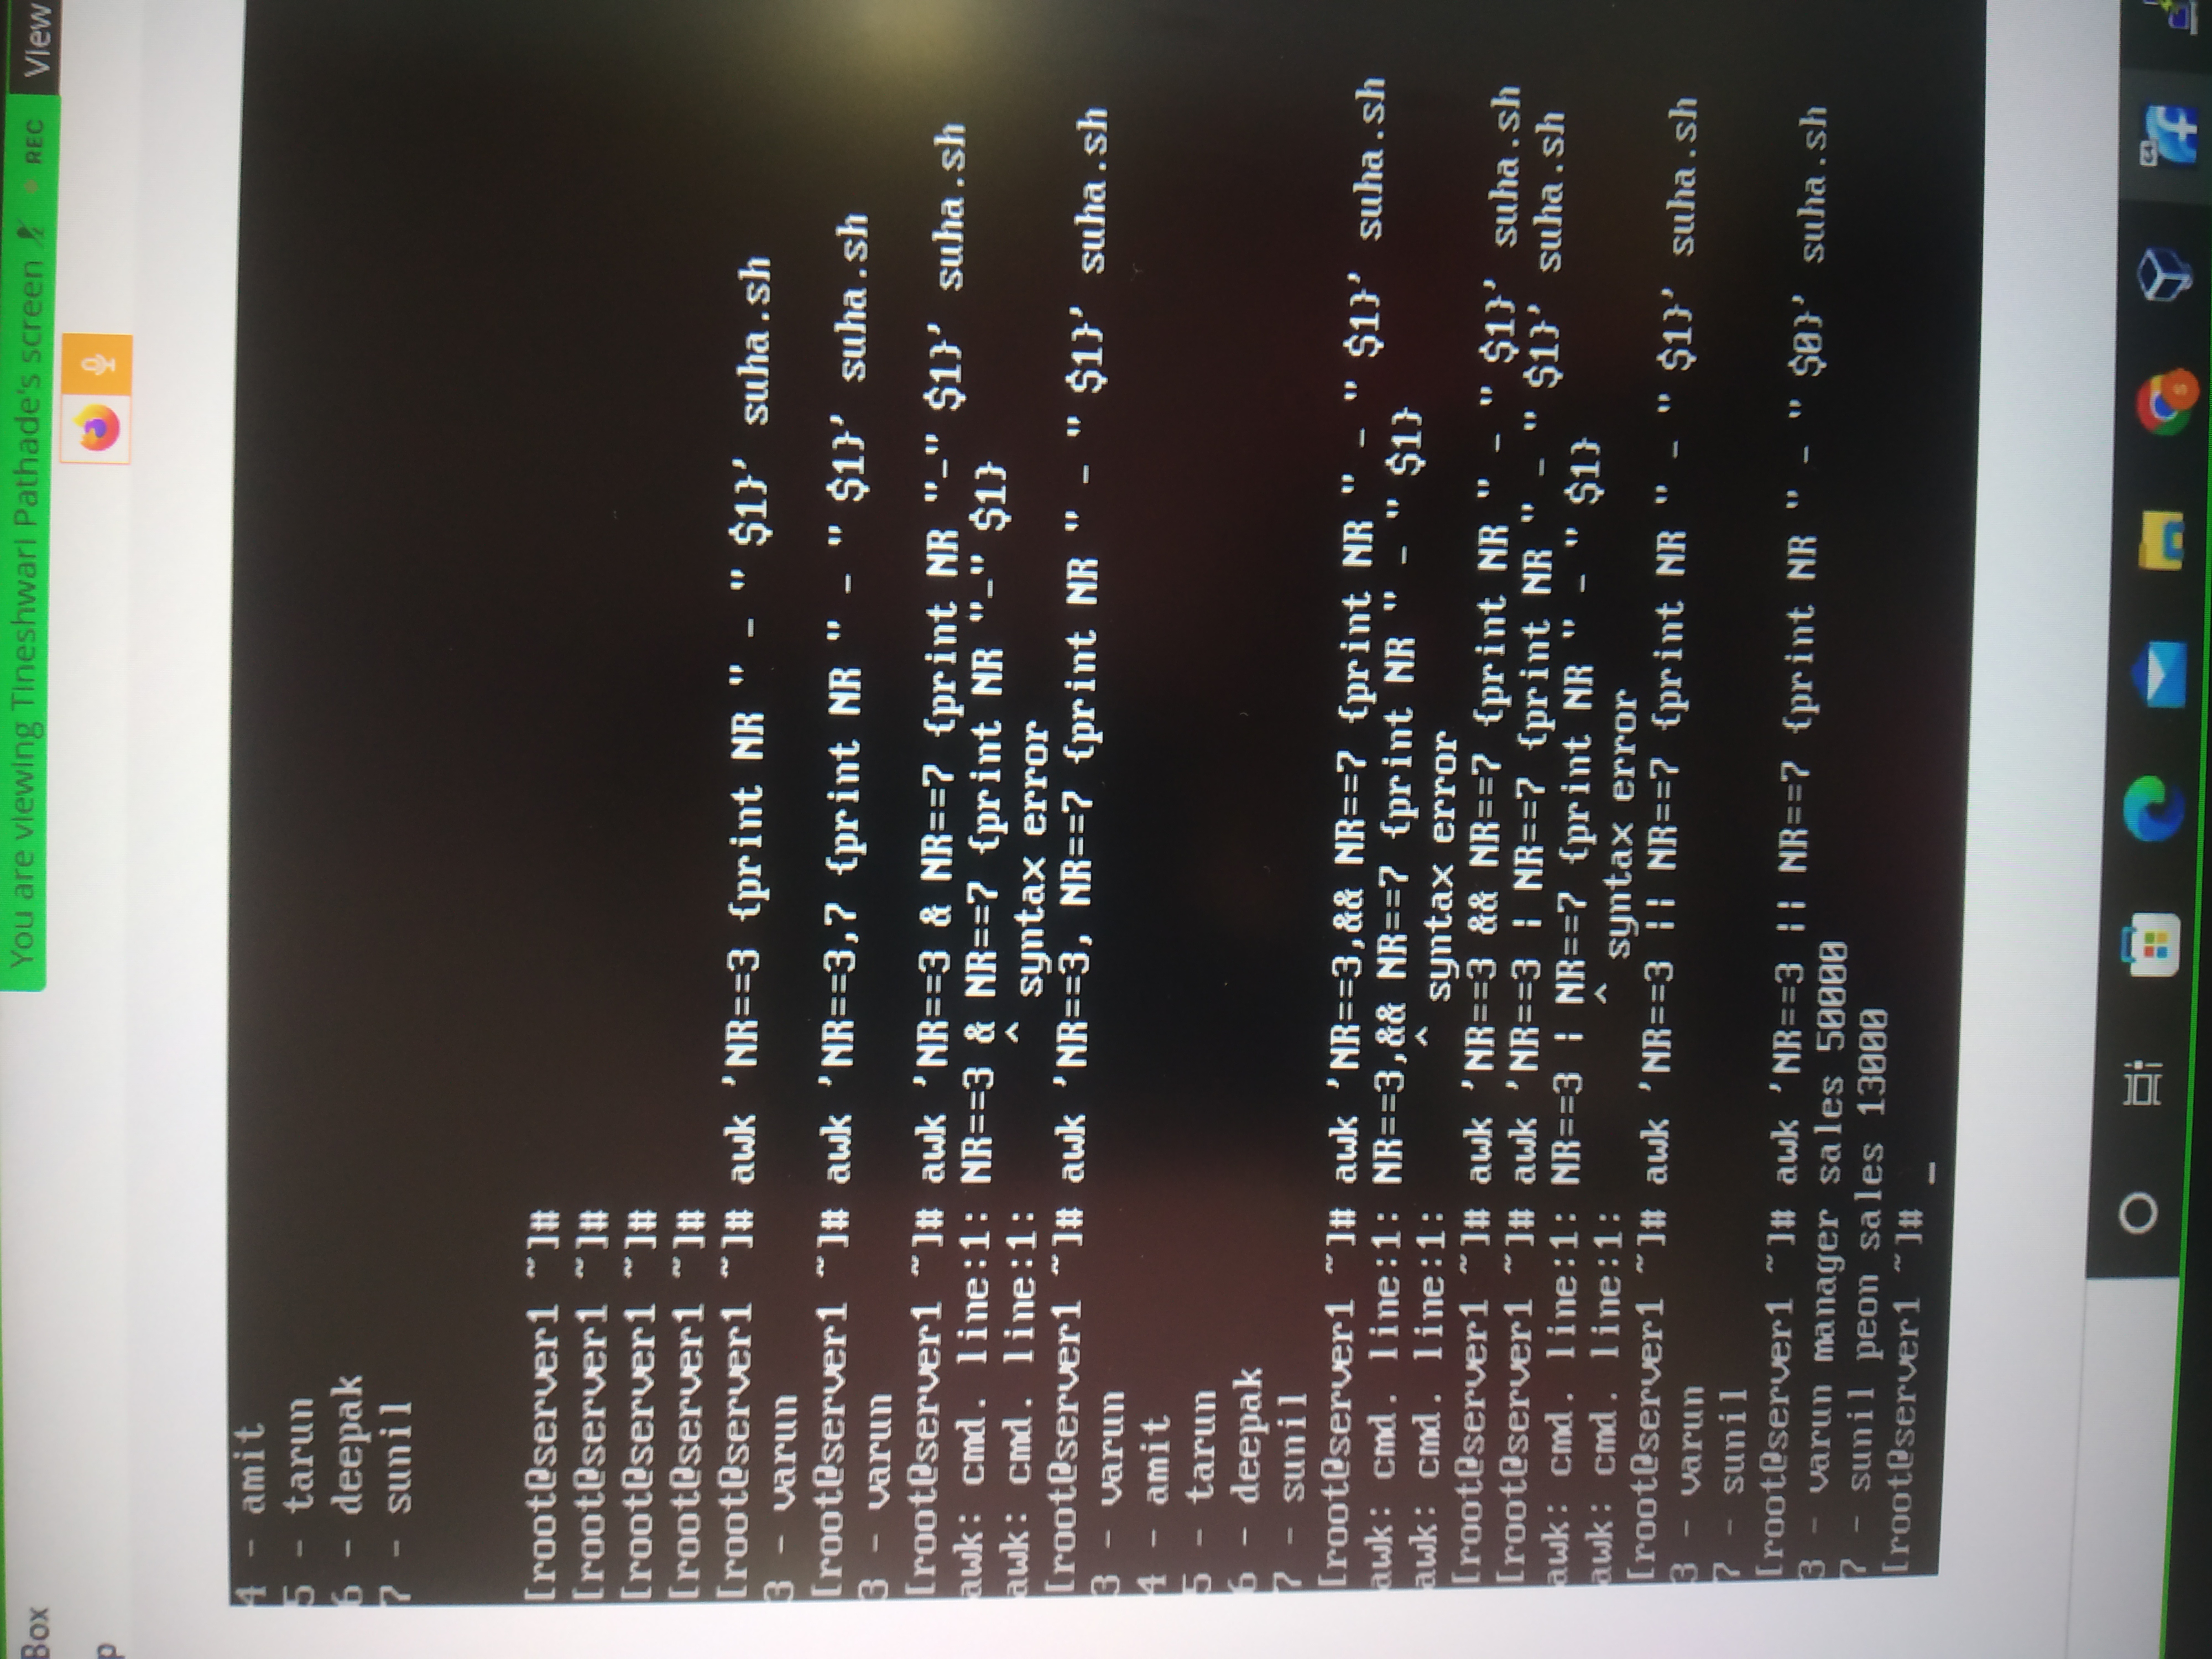 Box
You are viewing Tineshwari Pathade's screen
REC
View
p
4 - amit
5 - tarun
6 - deepak
7 - sunil
[root@server1 ~]#
[root@server1 ~]#
[root@server1 ~]#
[root@server1 ~]#
[root@server1 ~]# awk 'NR==3 {print NR " - " $1}' suha.sh
3 - varun
[root@server1 ~]# awk 'NR==3,7 {print NR " - " $1}' suha.sh
3 - varun
[root@server1 ~]# awk 'NR==3 & NR==7 {print NR "-" $1}' suha.sh
awk: cmd. line:1: NR==3 & NR==7 {print NR "-" $1}
awk: cmd. line:1:       ^ syntax error
[root@server1 ~]# awk 'NR==3, NR==7 {print NR " - " $1}' suha.sh
3 - varun
4 - amit
5 - tarun
6 - deepak
7 - sunil
[root@server1 ~]# awk 'NR==3,&& NR==7 {print NR " - " $1}' suha.sh
awk: cmd. line:1: NR==3,&& NR==7 {print NR " - " $1}
awk: cmd. line:1:       ^ syntax error
[root@server1 ~]# awk 'NR==3 && NR==7 {print NR " - " $1}' suha.sh
[root@server1 ~]# awk 'NR==3 | NR==7 {print NR " - " $1}' suha.sh
awk: cmd. line:1: NR==3 | NR==7 {print NR " - " $1}
awk: cmd. line:1:         ^ syntax error
[root@server1 ~]# awk 'NR==3 || NR==7 {print NR " - " $1}' suha.sh
3 - varun
7 - sunil
[root@server1 ~]# awk 'NR==3 || NR==7 {print NR " - " $0}' suha.sh
3 - varun manager sales 50000
7 - sunil peon sales 13000
[root@server1 ~]# _
S
64